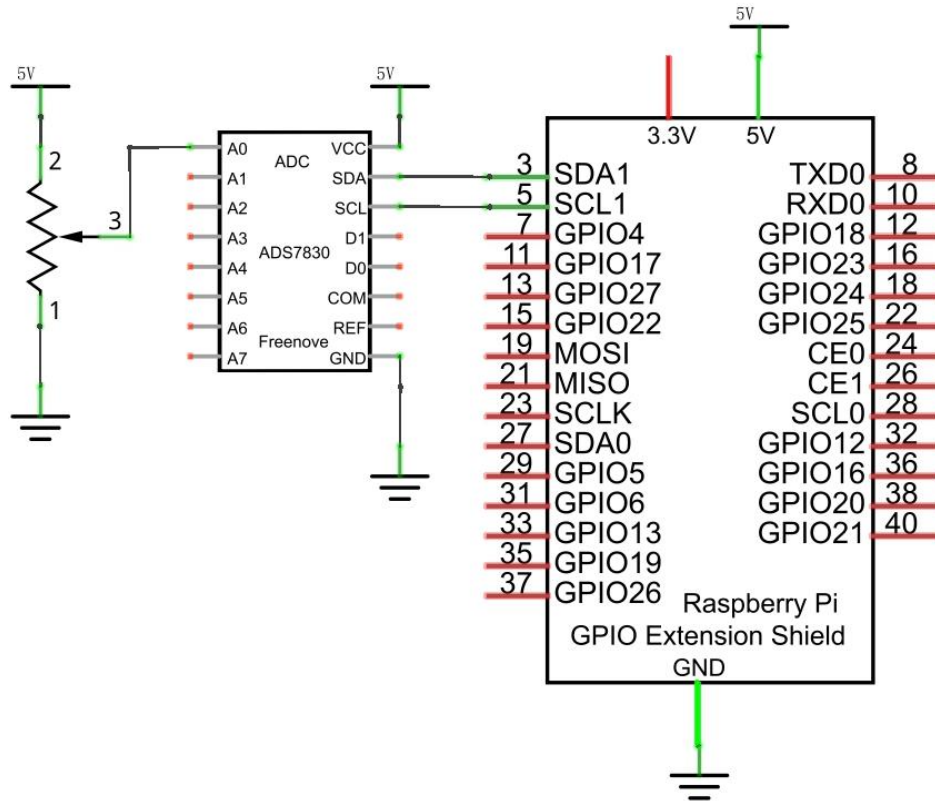 5V
5V
5V
2
3
1
A0
A1
A2
A3
A4
A5
A6
A7
ADC
ADS7830
Freenove
VCC
SDA
SCL
D1
D0
COM
REF
GND
3.3V 5V
3 SDA1 TXD0 8
5 SCL1 RXD0 10
7 GPIO4 GPIO18 12
11 GPIO17 GPIO23 16
13 GPIO27 GPIO24 18
15 GPIO22 GPIO25 22
19 MOSI CE0 24
21 MISO CE1 26
23 SCLK SCL0 28
27 SDA0 GPIO12 32
29 GPIO5 GPIO16 36
31 GPIO6 GPIO20 38
33 GPIO13 GPIO21 40
35 GPIO19
37 GPIO26
Raspberry Pi
GPIO Extension Shield
GND